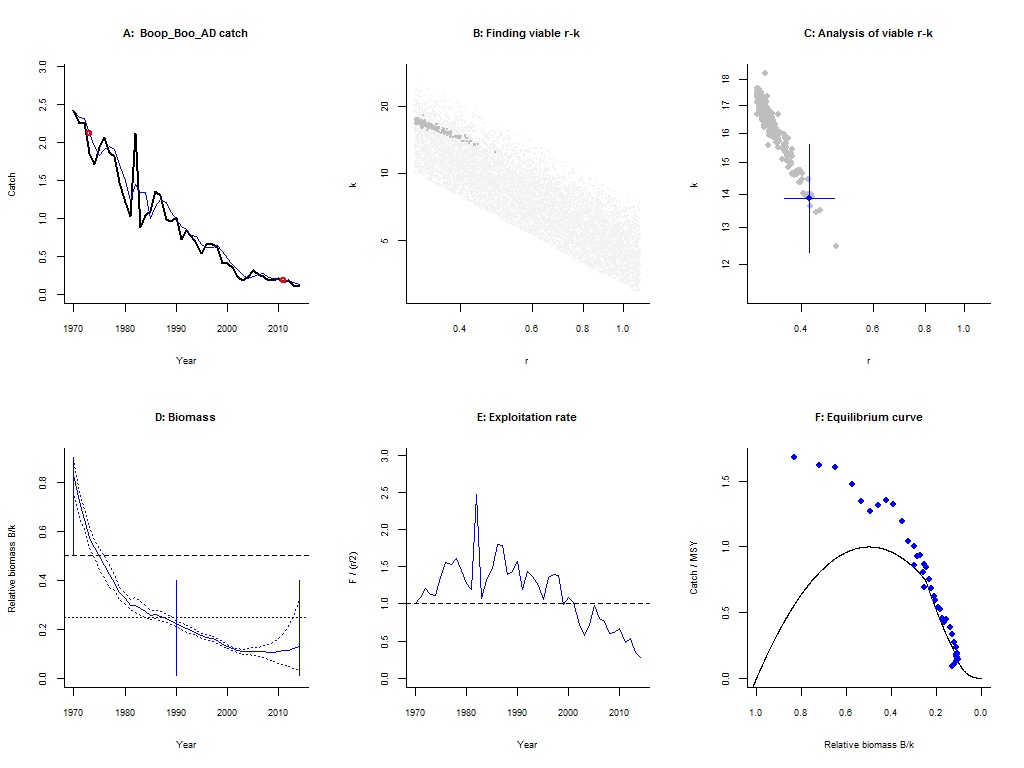 A: Boop_Boo_AD catch
Catch
3.0
2.5
2.0
1.5
1.0
0.5
0.0
1970 1980 1990 2000 2010
Year
B: Finding viable r-k
k
20
10
5
0.4 0.6 0.8 1.0
r
C: Analysis of viable r-k
k
18
17
16
15
14
13
12
0.4 0.6 0.8 1.0
r
D: Biomass
Relative biomass B/k
0.8
0.6
0.4
0.2
0.0
1970 1980 1990 2000 2010
Year
E: Exploitation rate
F / (r/2)
3.0
2.5
2.0
1.5
1.0
0.5
0.0
1970 1980 1990 2000 2010
Year
F: Equilibrium curve
Catch / MSY
1.5
1.0
0.5
0.0
1.0 0.8 0.6 0.4 0.2 0.0
Relative biomass B/k